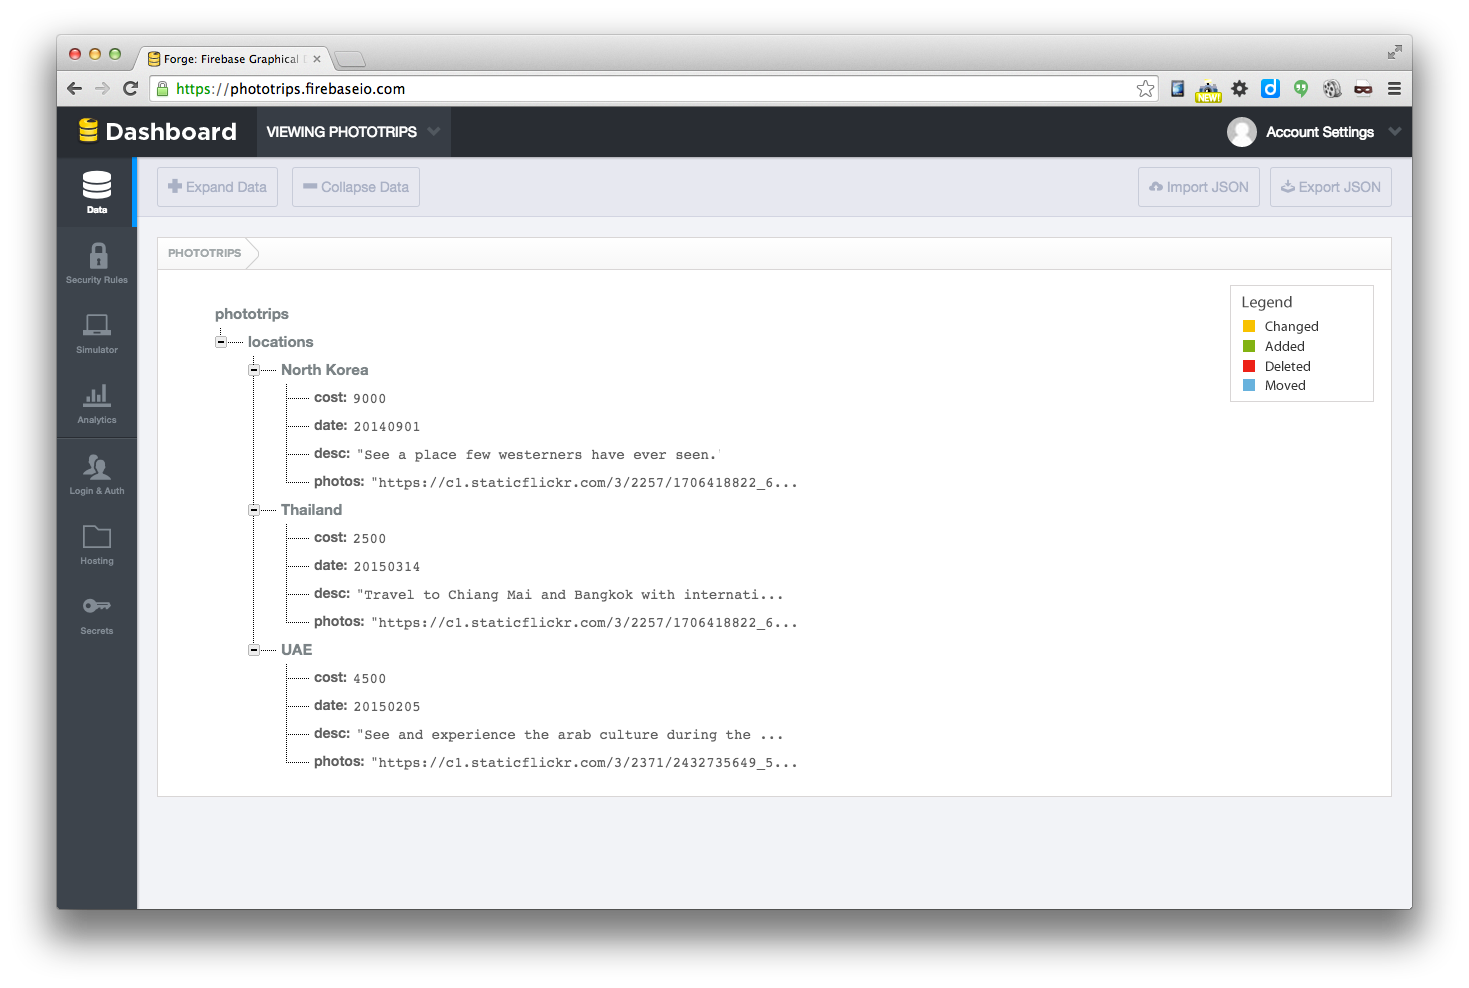 Forge: Firebase Graphical
https://phototrips.firebaseio.com
NEW!
d
Dashboard
VIEWING PHOTOTRIPS
Account Settings
Data
Expand Data
Collapse Data
Import JSON
Export JSON
Security Rules
Simulator
Analytics
Login & Auth
Hosting
Secrets
PHOTOTRIPS
Legend
Changed
Added
Deleted
Moved
phototrips
locations
North Korea
cost: 9000
date: 20140901
desc: "See a place few westerners have ever seen.
photos: "https://c1.staticflickr.com/3/2257/1706418822_6...
Thailand
cost: 2500
date: 20150314
desc: "Travel to Chiang Mai and Bangkok with internati...
photos: "https://c1.staticflickr.com/3/2257/1706418822_6...
UAE
cost: 4500
date: 20150205
desc: "See and experience the arab culture during the ...
photos: "https://c1.staticflickr.com/3/2371/2432735649_5...